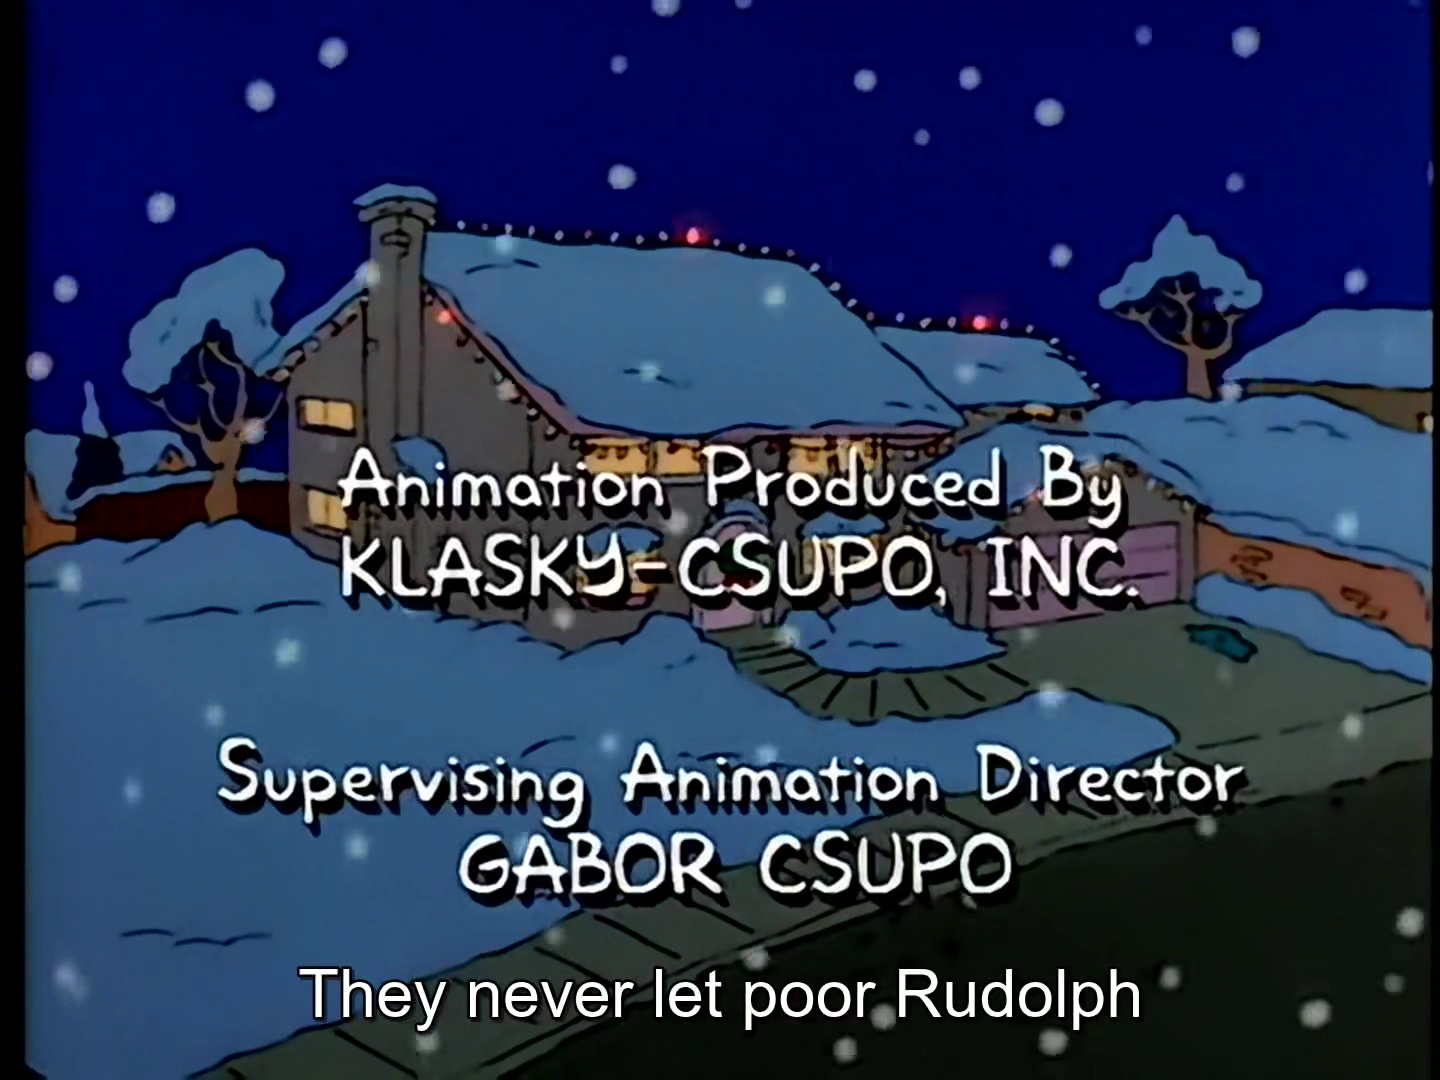 Animation Produced By
KLASKY-CSUPO, INC.
Supervising Animation Director
GABOR CSUPO
They never let poor Rudolph